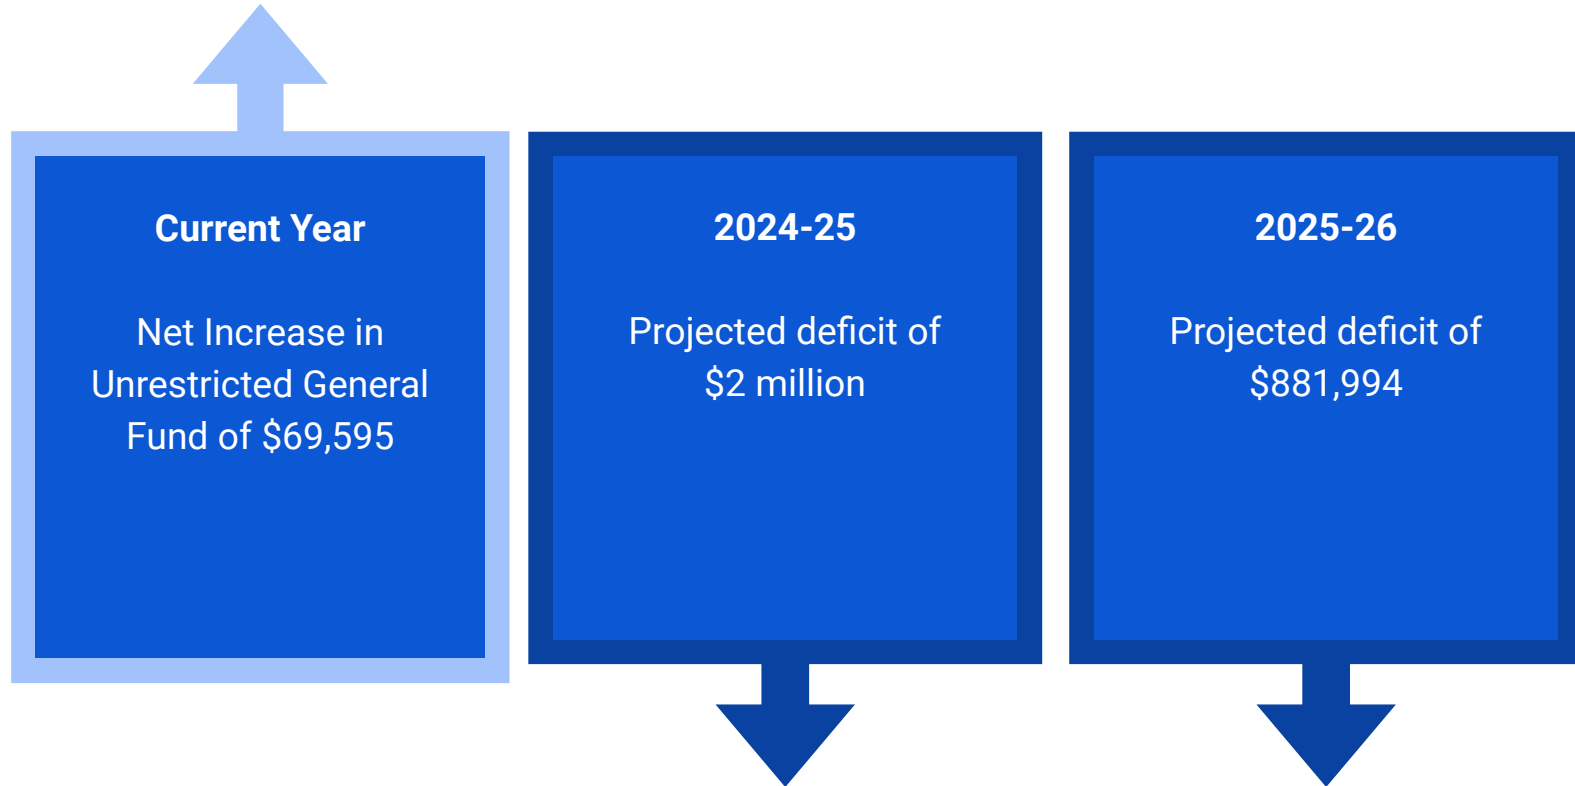 Current Year
Net Increase in
Unrestricted General
Fund of $69,595
2024-25
Projected deficit of
$2 million
2025-26
Projected deficit of
$881,994